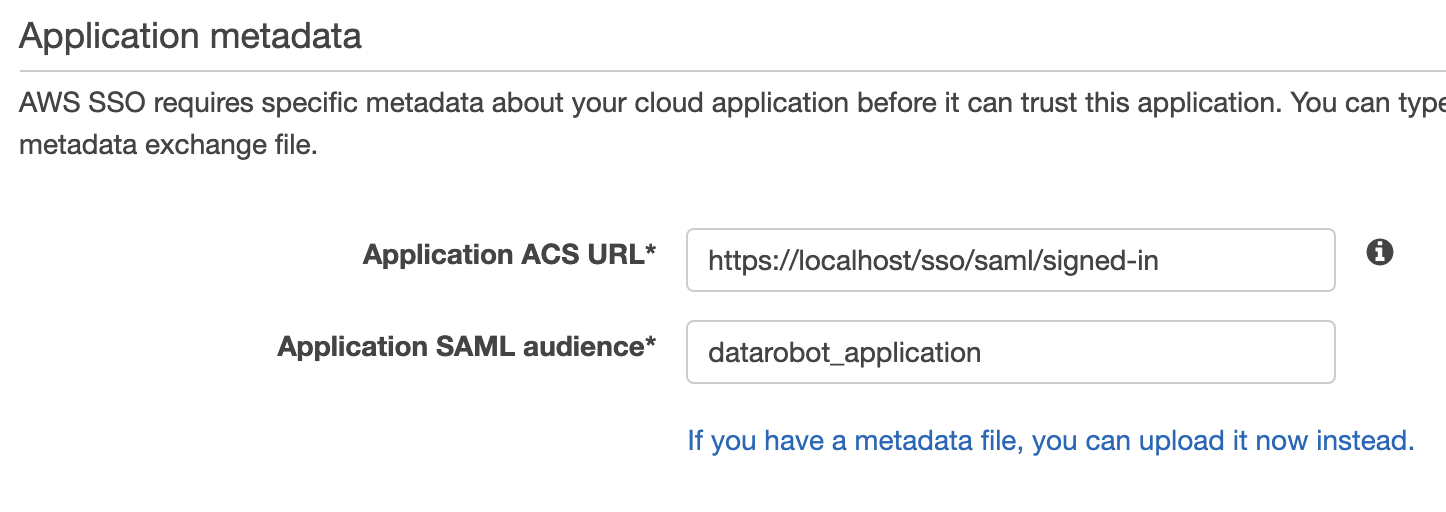 Application metadata
AWS SSO requires specific metadata about your cloud application before it can trust this application. You can type
metadata exchange file.
Application ACS URL*
https://localhost/sso/saml/signed-in
Application SAML audience*
datarobot_application
If you have a metadata file, you can upload it now instead.